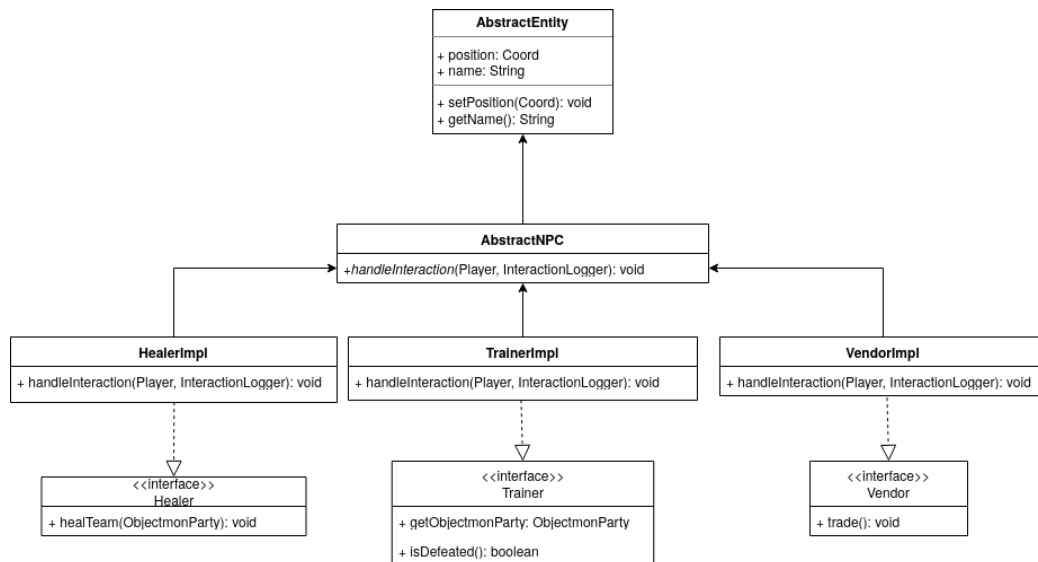 AbstractEntity
+ position: Coord
+ name: String
+ setPosition(Coord): void
+ getName(): String
AbstractNPC
+handleInteraction(Player, InteractionLogger): void
HealerImpl
+ handleInteraction(Player, InteractionLogger): void
TrainerImpl
+ handleInteraction(Player, InteractionLogger): void
VendorImpl
+ handleInteraction(Player, InteractionLogger): void
<<interface>>
Healer
+ healTeam(ObjectmonParty): void
<<interface>>
Trainer
+ getObjectmonParty: ObjectmonParty
+ isDefeated(): boolean
<<interface>>
Vendor
+ trade(): void